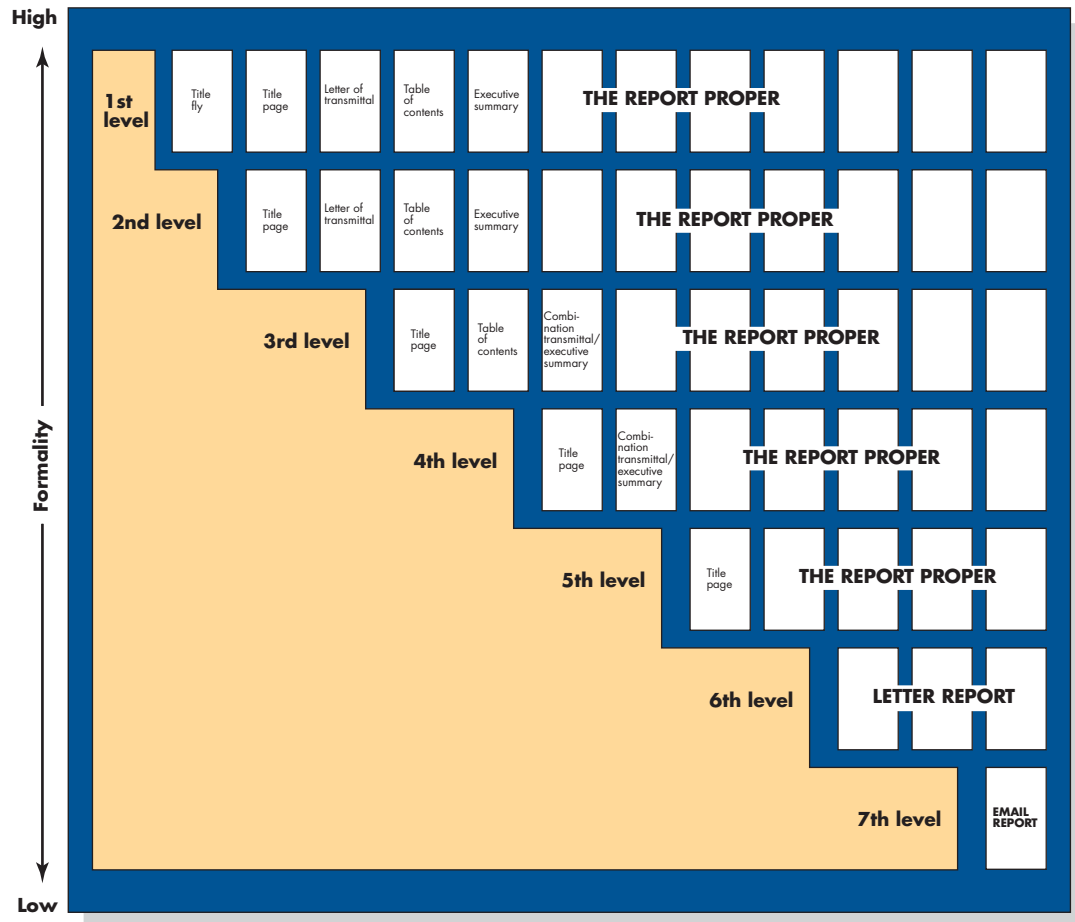 High
1st
level
Title
fly
Title
page
Letter of
transmittal
Table
of
contents
Executive
summary
THE REPORT PROPER
2nd level
Title
page
Letter of
transmittal
Table
of
contents
Executive
summary
THE REPORT PROPER
3rd level
Title
page
Table
of
contents
Combi-
nation
transmittal/
executive
summary
THE REPORT PROPER
Formality
4th level
Title
page
Combi-
nation
transmittal/
executive
summary
THE REPORT PROPER
5th level
Title
page
THE REPORT PROPER
6th level
LETTER REPORT
7th level
EMAIL
REPORT
Low